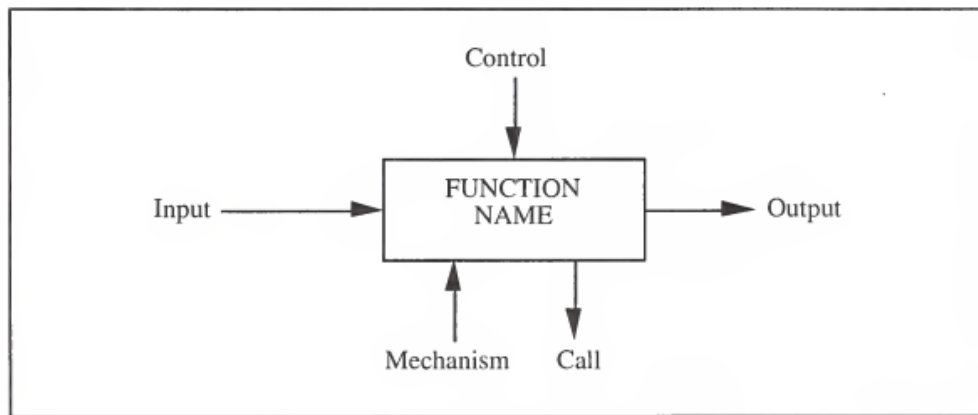 Control
FUNCTION
NAME
Input
Output
Mechanism
Call